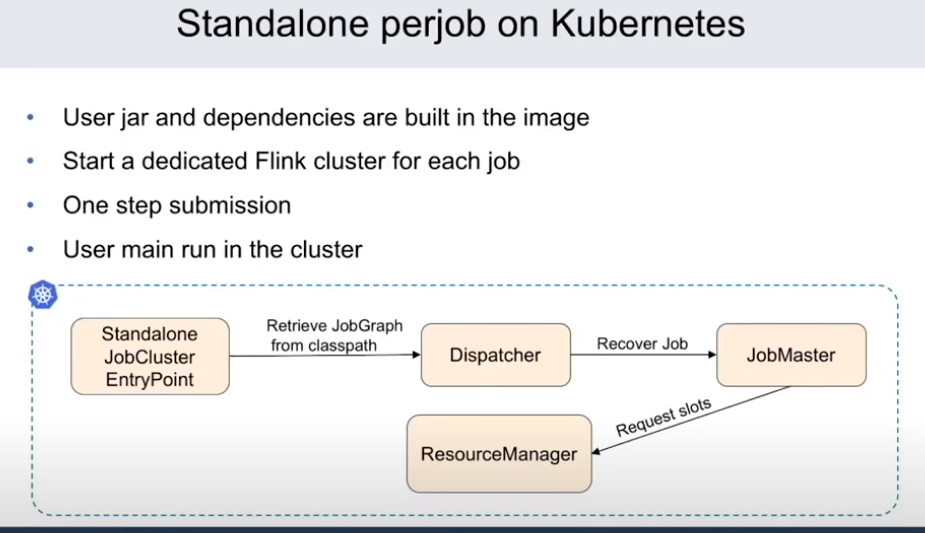 Standalone perjob on Kubernetes
• User jar and dependencies are built in the image
• Start a dedicated Flink cluster for each job
• One step submission
• User main run in the cluster
Standalone
JobCluster
EntryPoint
Retrieve JobGraph
from classpath
Dispatcher
Recover Job
JobMaster
Request slots
ResourceManager